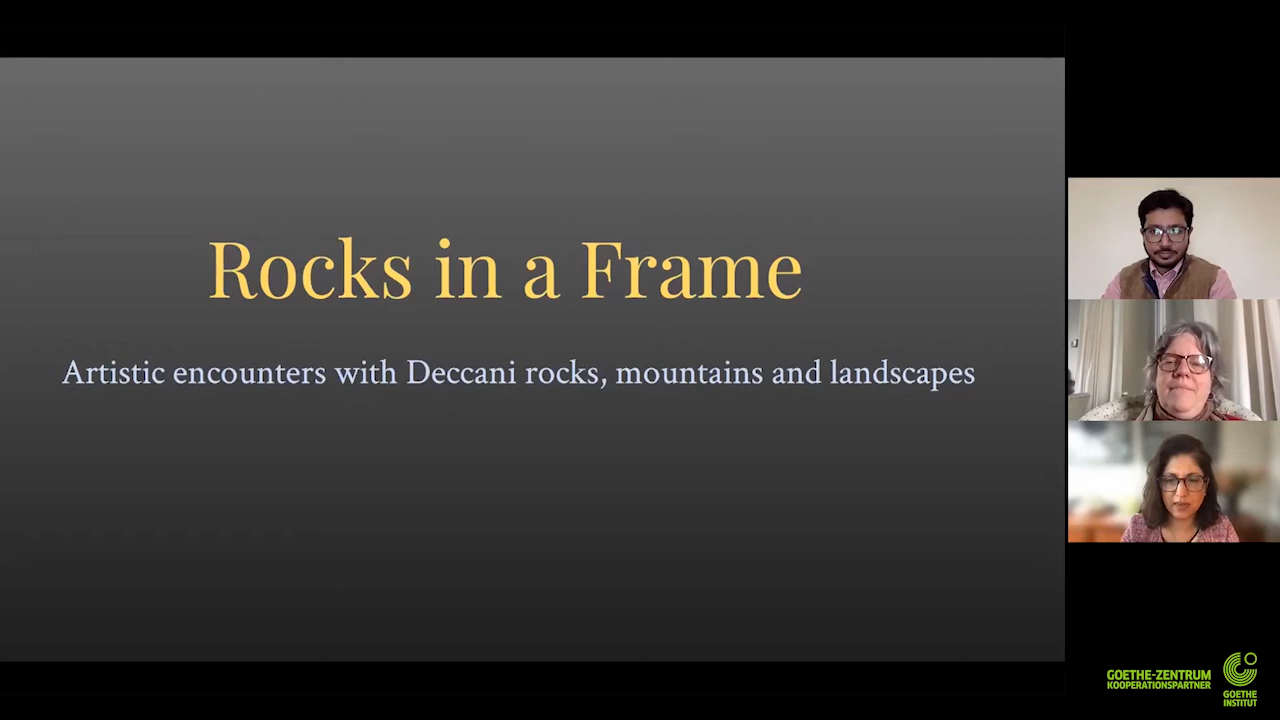 Rocks in a Frame
Artistic encounters with Deccani rocks, mountains and landscapes
GOETHE-ZENTRUM
KOOPERATIONSPARTNER
GOETHE
INSTITUT